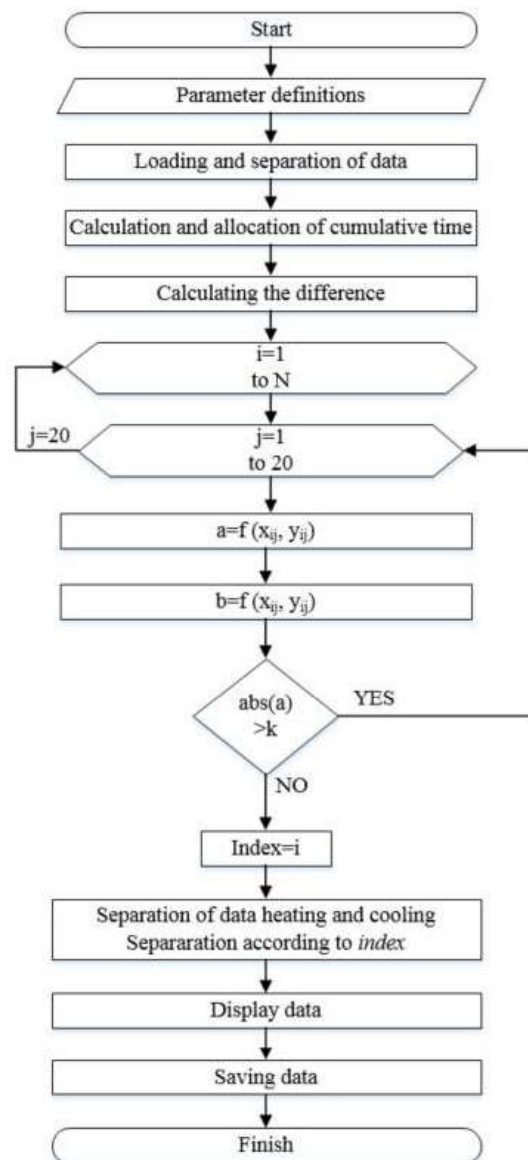 Start
Parameter definitions
Loading and separation of data
Calculation and allocation of cumulative time
Calculating the difference
i=1
to N
j=20
j=1
to 20
a=f (xᵢⱼ, yᵢⱼ)
b=f (xᵢⱼ, yᵢⱼ)
abs(a)
>k
YES
NO
Index=i
Separation of data heating and cooling
Separaration according to index
Display data
Saving data
Finish